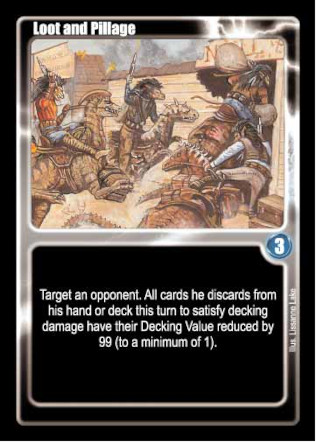 Loot and Pillage
3
Target an opponent. All cards he discards from
his hand or deck this turn to satisfy decking
damage have their Decking Value reduced by
99 (to a minimum of 1).
Illus. Lissanne Lake